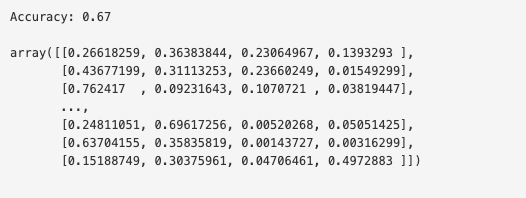 Accuracy: 0.67
array([[0.26618259, 0.36383844, 0.23064967, 0.1393293 ],
[0.43677199, 0.31113253, 0.23660249, 0.01549299],
[0.762417  , 0.09231643, 0.1070721 , 0.03819447],
...,
[0.24811051, 0.69617256, 0.00520268, 0.05051425],
[0.63704155, 0.35835819, 0.00143727, 0.00316299],
[0.15188749, 0.30375961, 0.04706461, 0.4972883 ]])